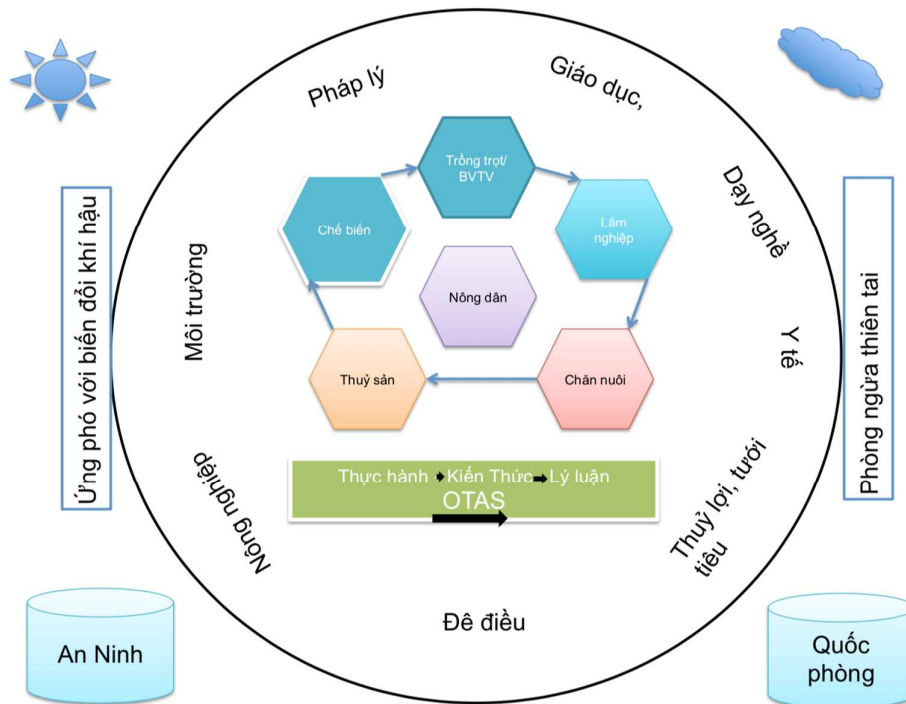 Pháp lý
Giáo dục,
Dạy nghề
Y tế
Thuỷ lợi, tưới
tiêu
Đê điều
Nông nghiệp
Môi trường
Trồng trọt/
BVTV
Lâm
nghiệp
Chăn nuôi
Thuỷ sản
Chế biến
Nông dân
Thực hành Kiến Thức Lý luận
OTAS
Ứng phó với biến đổi khí hậu
Phòng ngừa thiên tai
An Ninh
Quốc
phòng